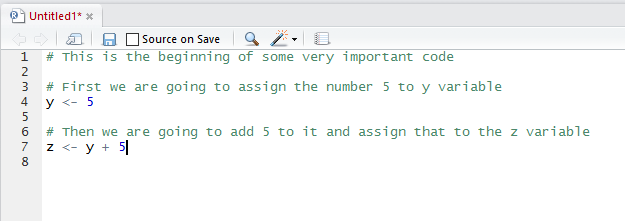 Untitled1*
Source on Save
1 # This is the beginning of some very important code
2
3 # First we are going to assign the number 5 to y variable
4 y <- 5
5
6 # Then we are going to add 5 to it and assign that to the z variable
7 z <- y + 5
8